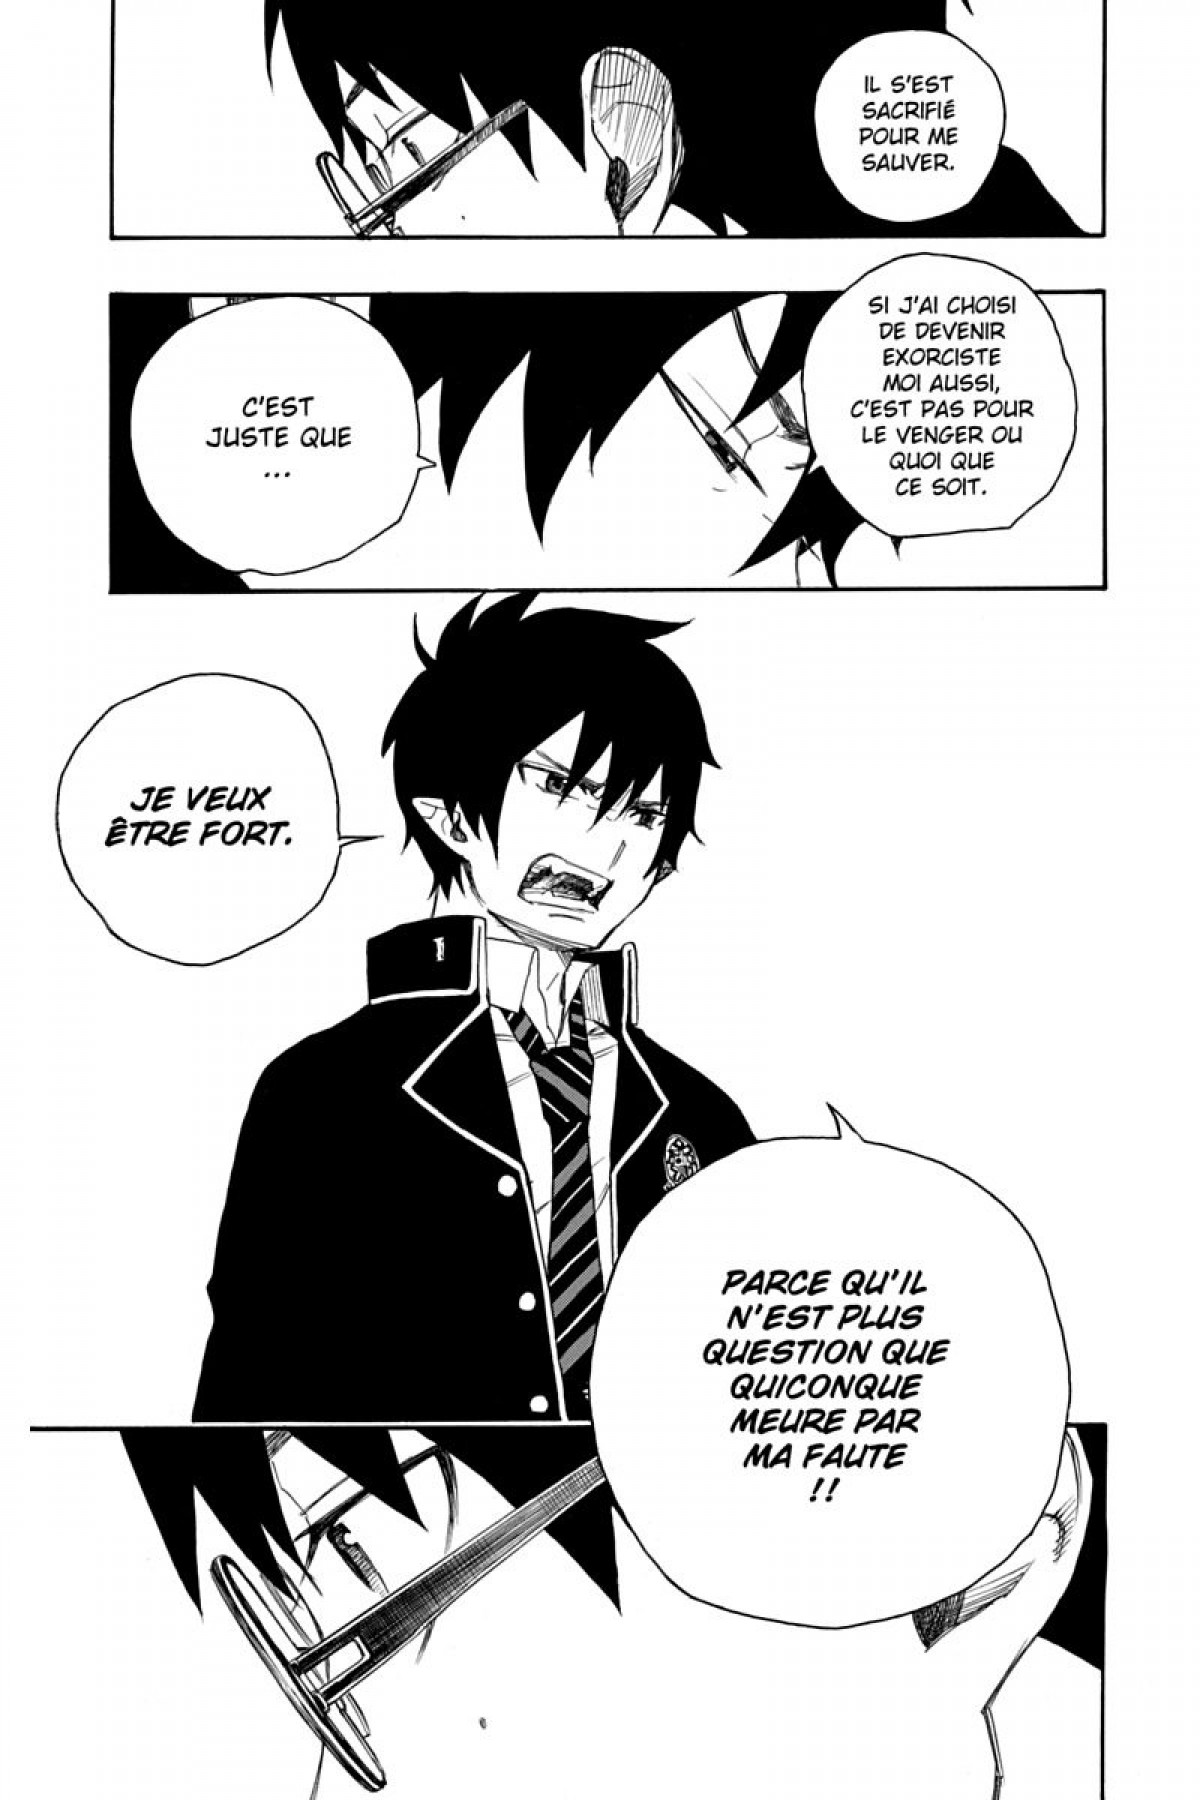 IL S'EST
SACRIFIÉ
POUR ME
SAUVER.
SI J'AI CHOISI
DE DEVENIR
EXORCISTE
MOI AUSSI,
C'EST PAS POUR
LE VENGER OU
QUOI QUE
CE SOIT.
C'EST
JUSTE QUE
...
JE VEUX
ÊTRE FORT.
PARCE QU'IL
N'EST PLUS
QUESTION QUE
QUICONQUE
MEURE PAR
MA FAUTE
!!